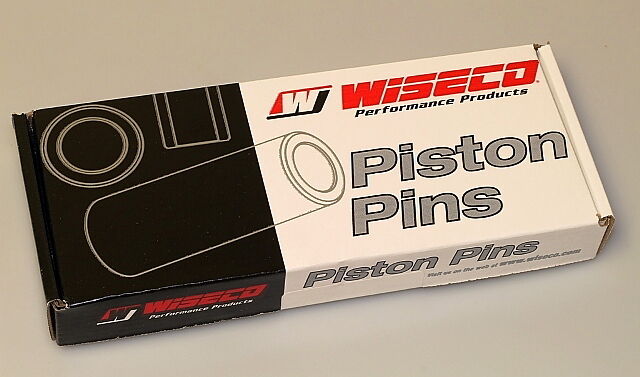 W WISECO
Performance Products
Piston
Pins
Piston Pins
Visit us on the web at www.wiseco.com
W WISECO
Performance Products